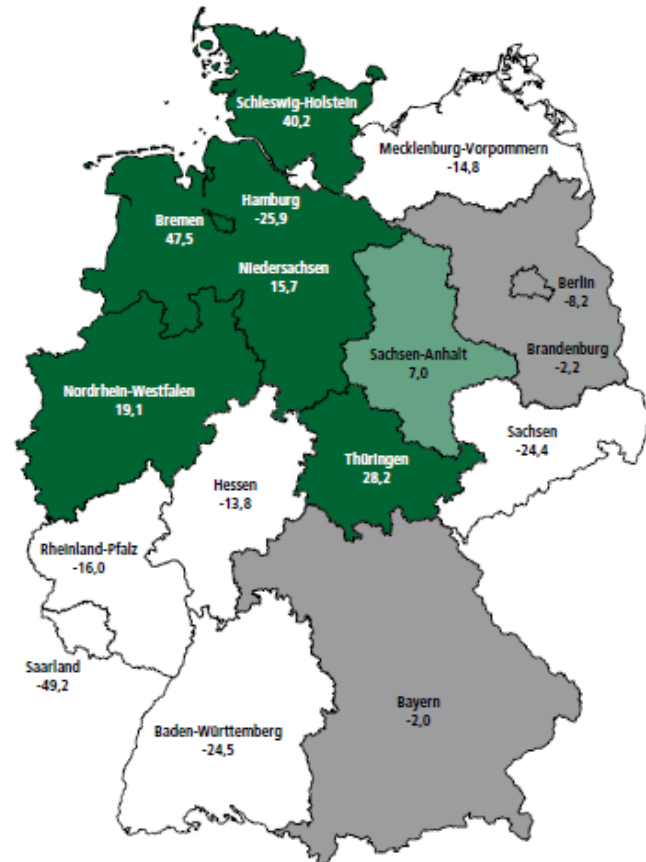 Schleswig-Holstein
40,2
Mecklenburg-Vorpommern
-14,8
Hamburg
-25,9
Bremen
47,5
Niedersachsen
15,7
Berlin
-8,2
Brandenburg
-2,2
Sachsen-Anhalt
7,0
Nordrhein-Westfalen
19,1
Sachsen
-24,4
Thüringen
28,2
Hessen
-13,8
Rheinland-Pfalz
-16,0
Saarland
-49,2
Bayern
-2,0
Baden-Württemberg
-24,5